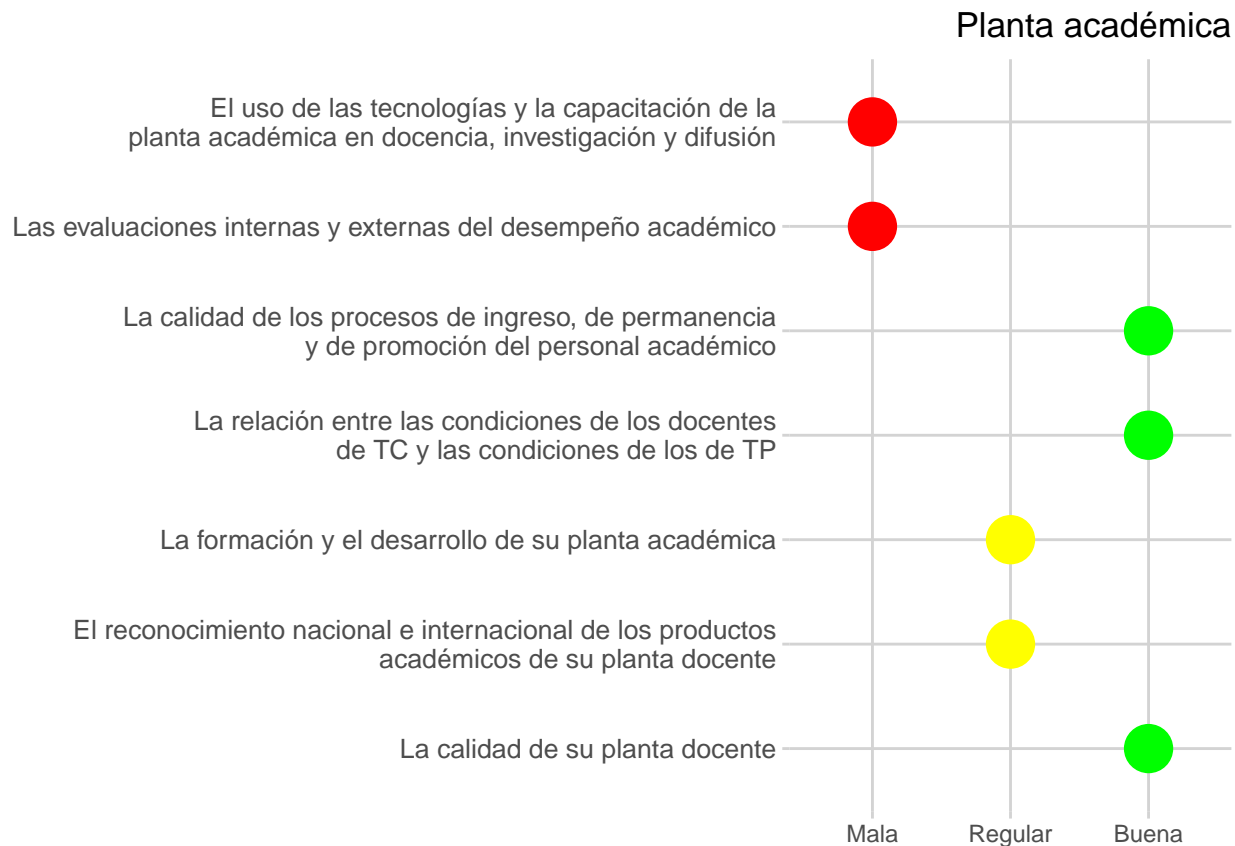 Planta académica
El uso de las tecnologías y la capacitación de la
planta académica en docencia, investigación y difusión
Las evaluaciones internas y externas del desempeño académico
La calidad de los procesos de ingreso, de permanencia
y de promoción del personal académico
La relación entre las condiciones de los docentes
de TC y las condiciones de los de TP
La formación y el desarrollo de su planta académica
El reconocimiento nacional e internacional de los productos
académicos de su planta docente
La calidad de su planta docente
Mala Regular Buena